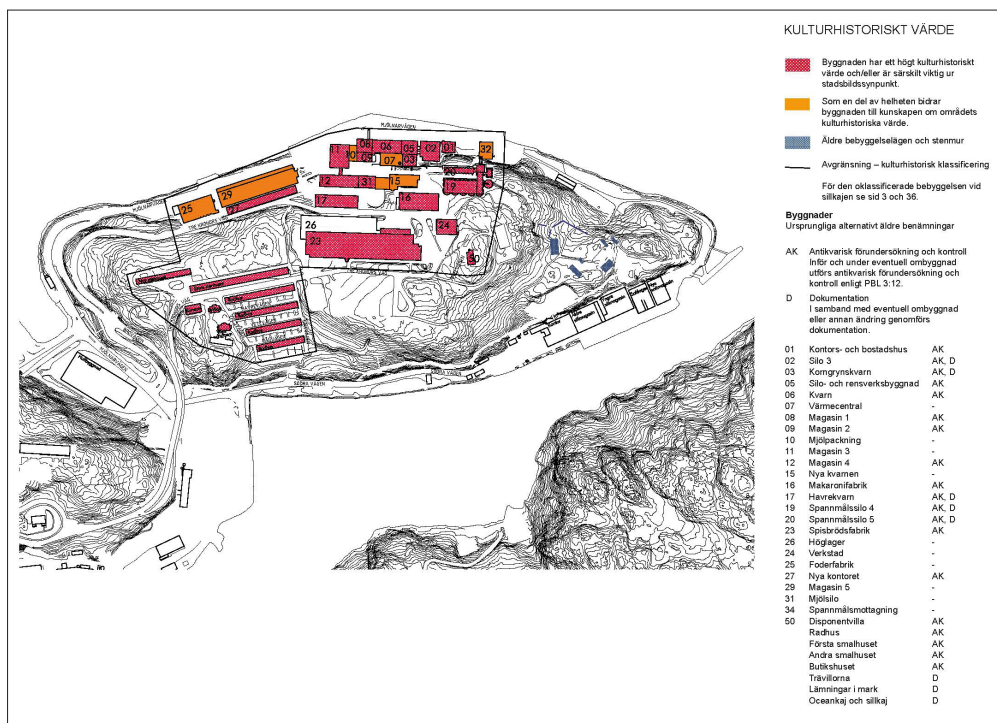 KULTURHISTORISKT VÄRDE
Byggnaden har ett högt kulturhistoriskt
värde och/eller är särskilt viktig ur
stadsbildssynpunkt.
Som en del av helheten bidrar
byggnaden till kunskapen om områdets
kulturhistoriska värde.
Äldre bebyggelselägen och stenmur
Avgränsning – kulturhistorisk klassificering
För den oklassificerade bebyggelsen vid
sillkajen se sid 3 och 36.
Byggnader
Ursprungliga alternativt äldre benämningar
AK Antikvarisk förundersökning och kontroll
Inför och under eventuell ombyggnad
utförs antikvarisk förundersökning och
kontroll enligt PBL 3:12.
D Dokumentation
I samband med eventuell ombyggnad
eller annan ändring genomförs
dokumentation.
01 Kontors- och bostadshus AK
02 Silo 3 AK, D
03 Korngrynskvarn AK, D
05 Silo- och rensverksbyggnad AK
06 Kvarn AK
07 Värmecentral -
08 Magasin 1 AK
09 Magasin 2 AK
10 Mjölpackning -
11 Magasin 3 -
12 Magasin 4 AK
15 Nya kvarnen -
16 Makaronifabrik AK
17 Havrekvarn AK, D
19 Spannmålssilo 4 AK, D
20 Spannmålssilo 5 AK, D
23 Spisbrödsfabrik AK
26 Höglager -
24 Verkstad -
25 Foderfabrik -
27 Nya kontoret AK
29 Magasin 5 -
31 Mjölsilo -
34 Spannmålsmottagning -
50 Disponentvilla AK
Radhus AK
Första smalhuset AK
Andra smalhuset AK
Butikshuset AK
Trävillorna D
Lämningar i mark D
Oceankaj och sillkaj D
MJÖLNARVÄGEN
08 06 05 02 01 32
11 10 09 07 03
20
12 31 15 19
17 16
29
27
25
26
24
23
50
SÖDRA VÄGEN